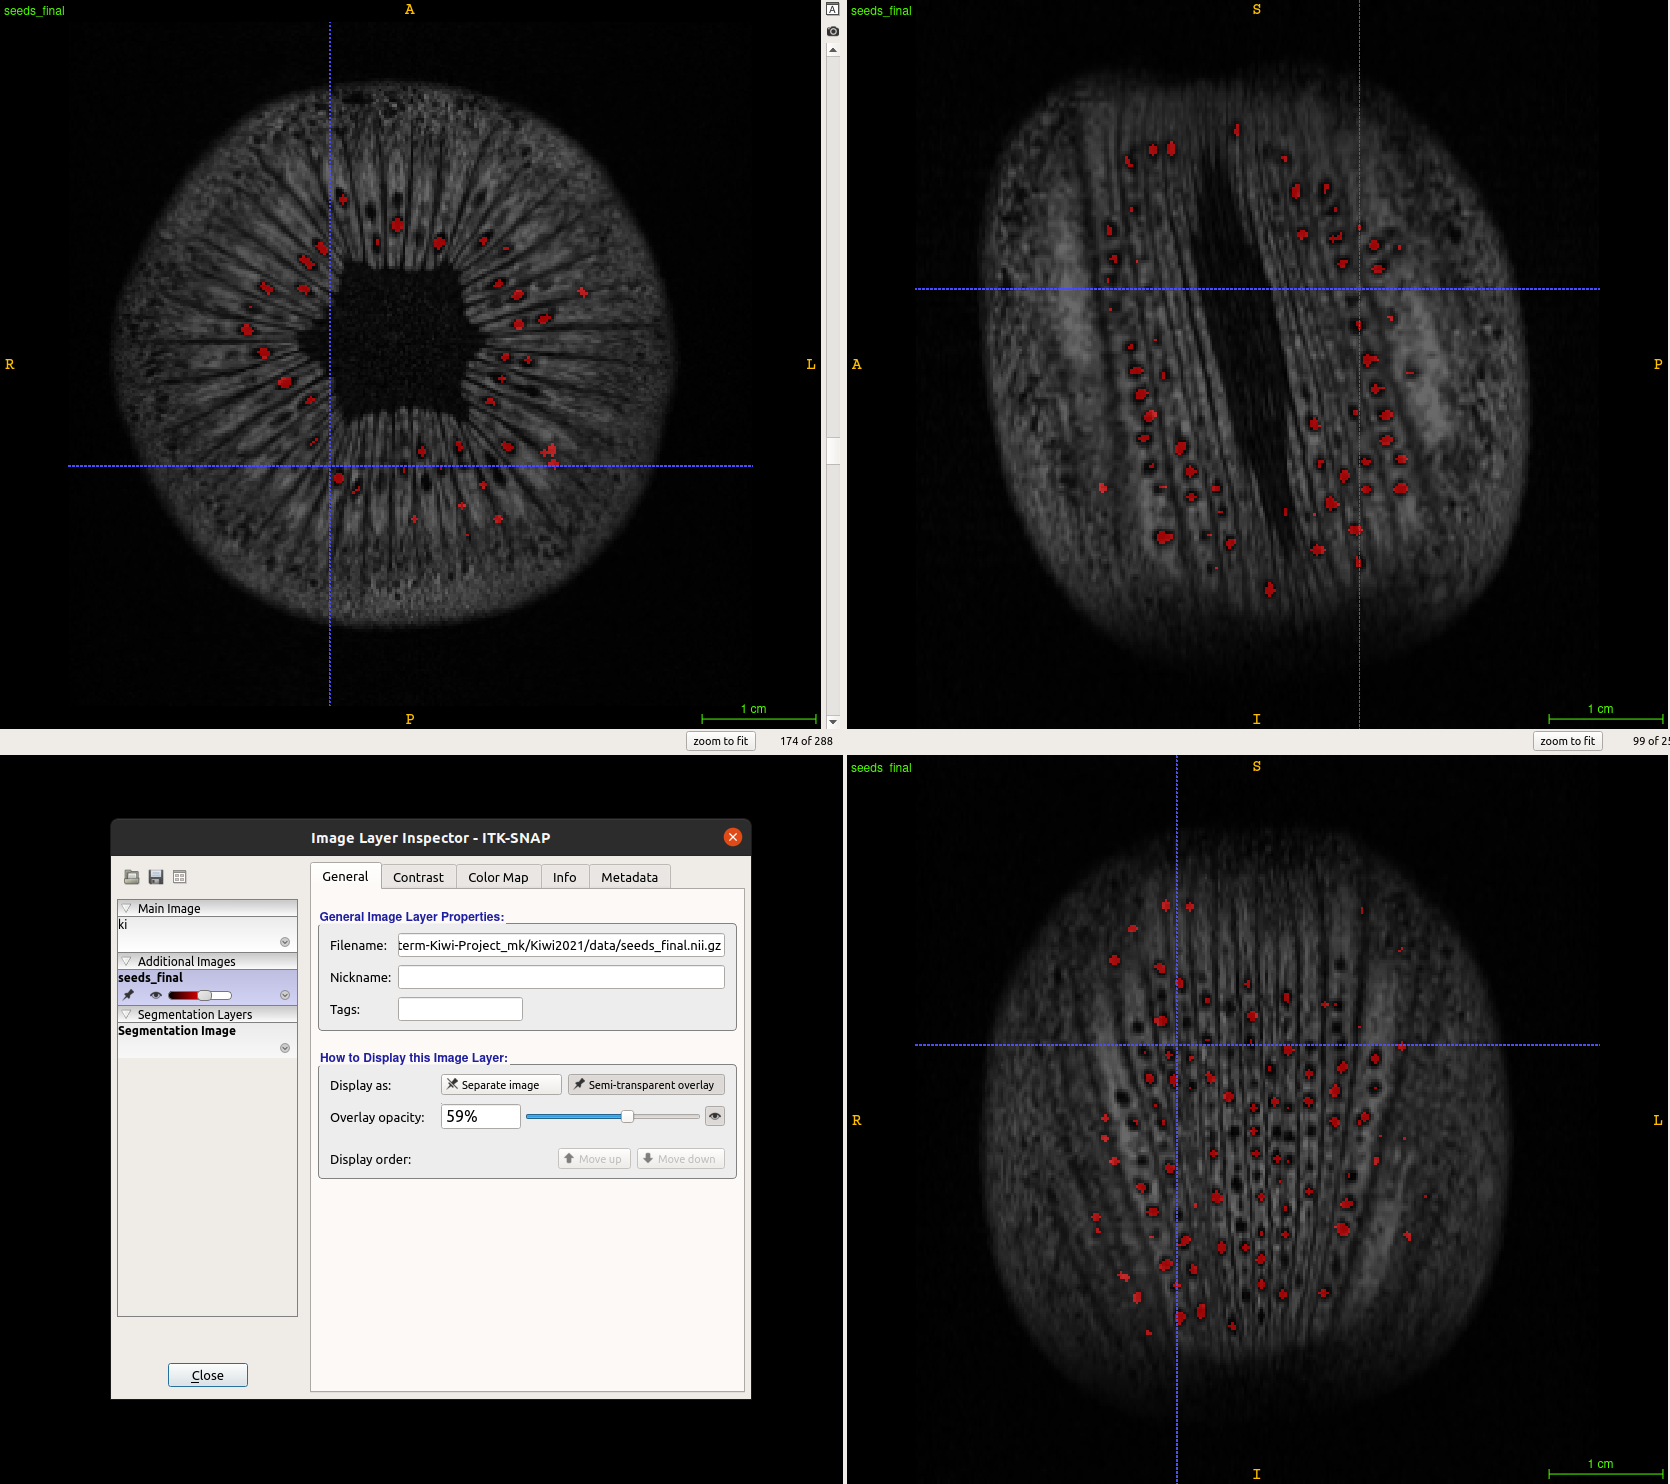 seeds_final
A
A
R
L
P
1 cm
zoom to fit
174 of 288
seeds_final
S
A
P
I
1 cm
zoom to fit
99 of 25
Image Layer Inspector - ITK-SNAP
Main Image
ki
Additional Images
seeds_final
Segmentation Layers
Segmentation Image
Close
General
Contrast
Color Map
Info
Metadata
General Image Layer Properties:
Filename:
term-Kiwi-Project_mk/Kiwi2021/data/seeds_final.nii.gz
Nickname:
Tags:
How to Display this Image Layer:
Display as:
Separate image
Semi-transparent overlay
Overlay opacity:
59%
Display order:
Move up
Move down
seeds_final
S
R
L
I
1 cm